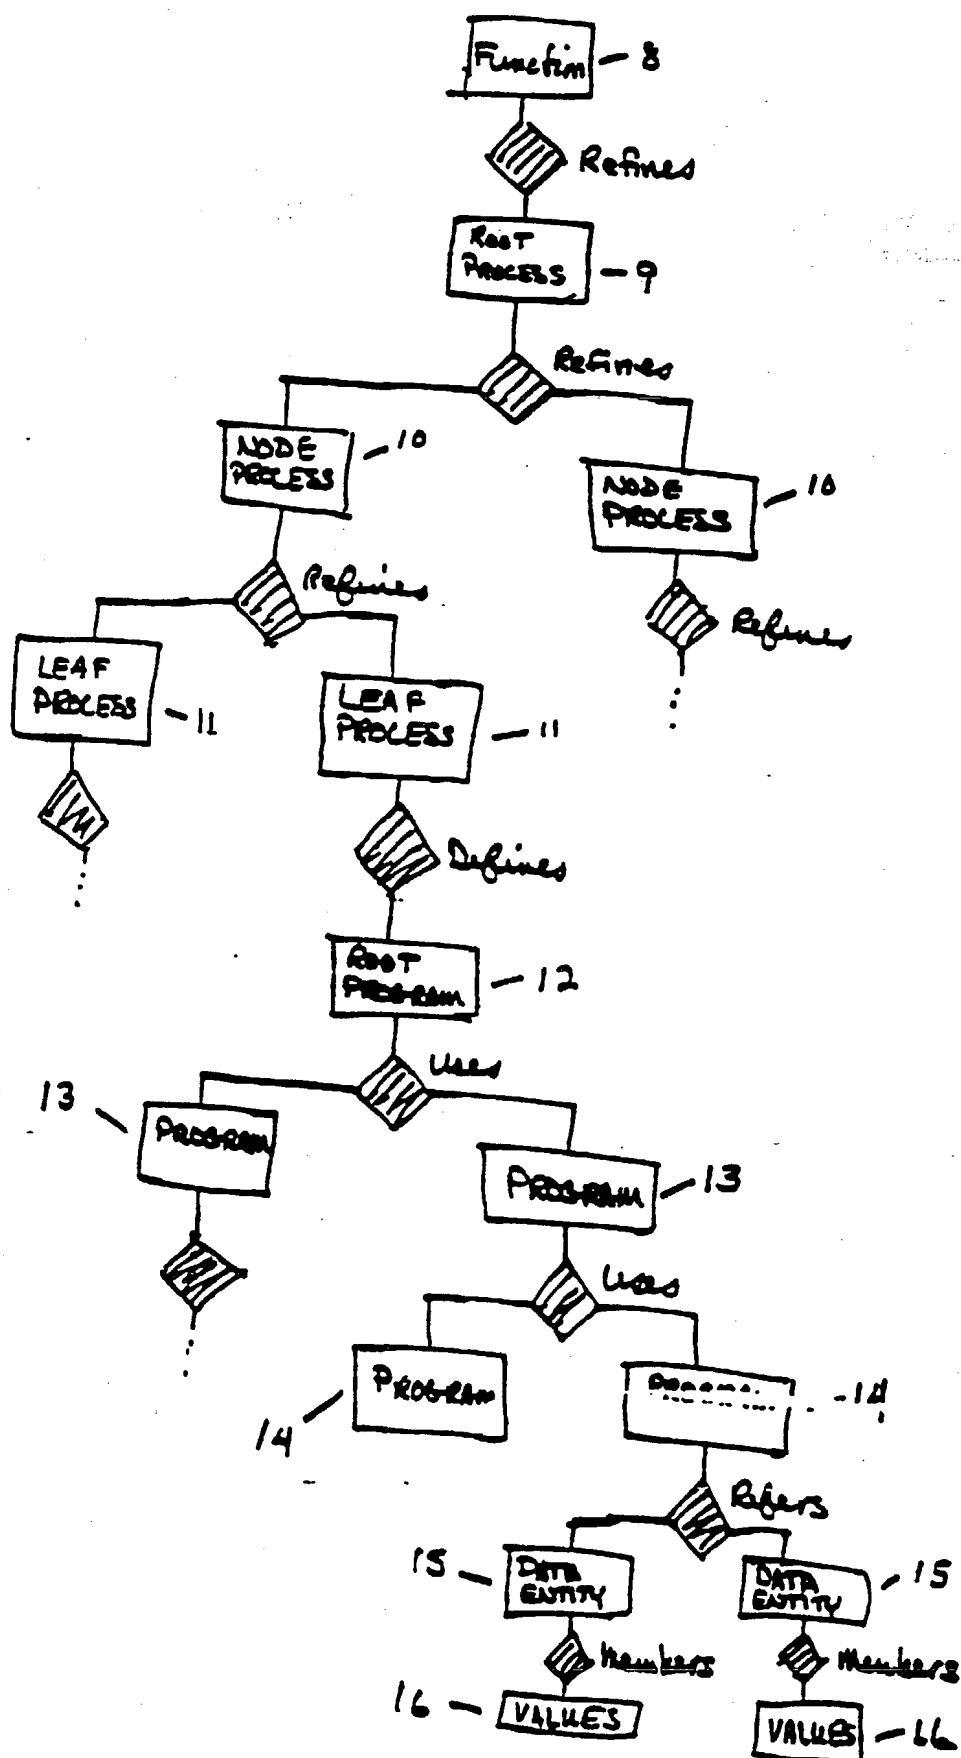 Function
8
Refines
ROOT
PROCESS
9
Refines
NODE
PROCESS
10
NODE
PROCESS
10
Refines
Refines
LEAF
PROCESS
11
LEAF
PROCESS
11
Defines
ROOT
PROGRAM
12
Uses
13
PROGRAM
PROGRAM
13
Uses
PROGRAM
14
14
Refers
15
DATA
ENTITY
DATA
ENTITY
15
Members
Members
16
VALUES
VALUES
16